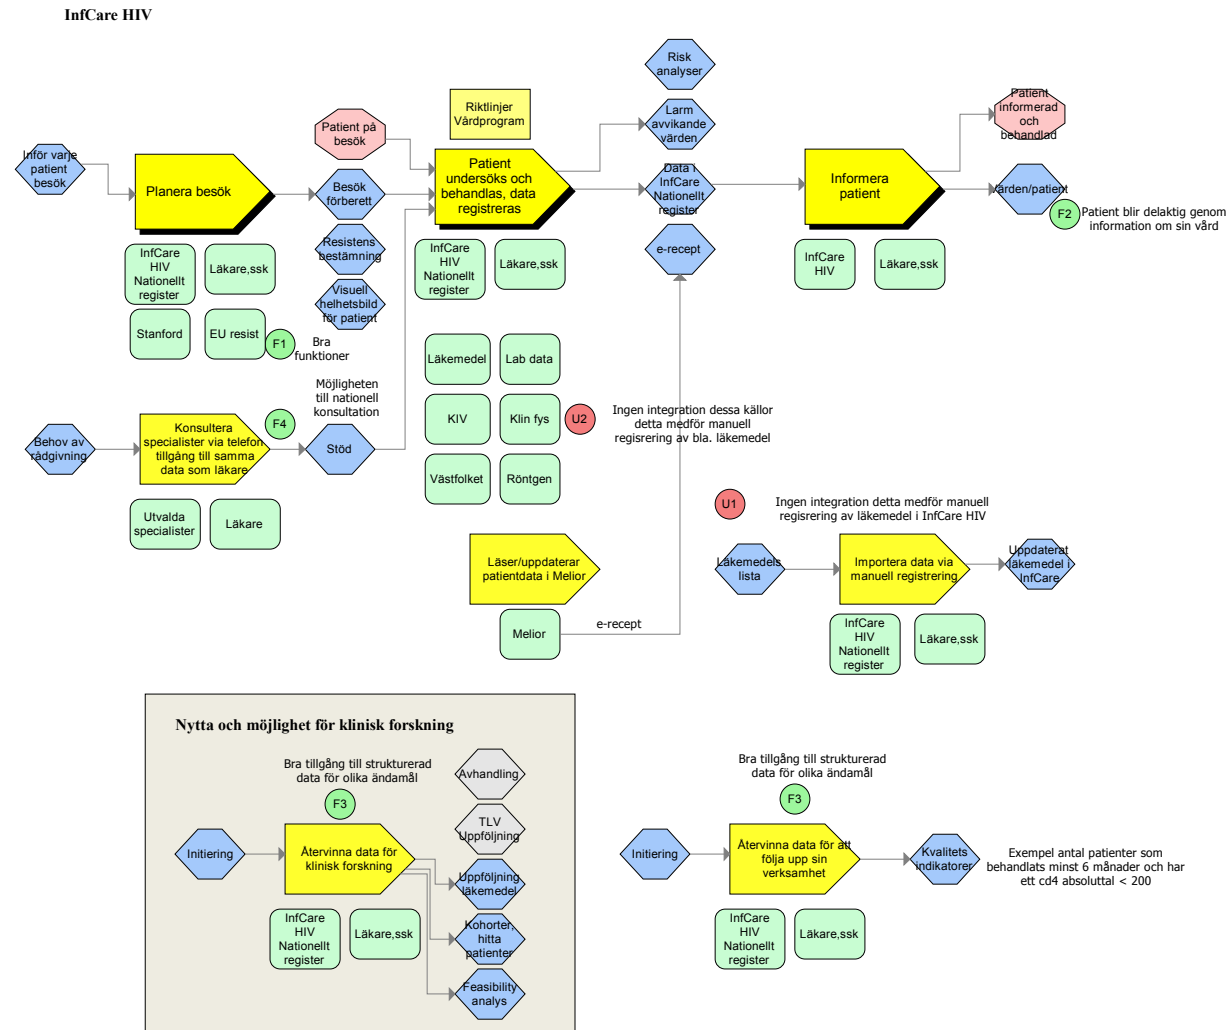 InfCare HIV
Risk
analyser
Riktlinjer
Vårdprogram
Patient
informerad
och
behandlad
Patient på
besök
Larm
avvikande
värden
Inför varje
patient
besök
Planera besök
Besök
förberett
Patient
undersöks och
behandlas, data
registreras
Data i
InfCare
Nationellt
register
Informera
patient
Värden/patient
F2
Patient blir delaktig genom
information om sin vård
InfCare
HIV
Nationellt
register
Läkare,ssk
Resistens
bestämning
InfCare
HIV
Nationellt
register
Läkare,ssk
e-recept
InfCare
HIV
Läkare,ssk
Visuell
helhetsbild
för patient
Stanford
EU resist
F1
Bra
funktioner
Läkemedel
Lab data
Möjligheten
till nationell
konsultation
F4
Behov av
rådgivning
Konsultera
specialister via telefon
tillgång till samma
data som läkare
Stöd
KIV
Klin fys
U2
Ingen integration dessa källor
detta medför manuell
regisrering av bla. läkemedel
Västfolket
Röntgen
Utvalda
specialister
Läkare
U1
Ingen integration detta medför manuell
regisrering av läkemedel i InfCare HIV
Läser/uppdaterar
patientdata i Melior
Läkemedels
lista
Importera data via
manuell registrering
Uppdaterat
läkemedel i
InfCare
Melior
e-recept
InfCare
HIV
Nationellt
register
Läkare,ssk
Nytta och möjlighet för klinisk forskning
Bra tillgång till strukturerad
data för olika ändamål
F3
Avhandling
TLV
Uppföljning
Initiering
Återvinna data för
klinisk forskning
Uppföljning
läkemedel
InfCare
HIV
Nationellt
register
Läkare,ssk
Kohorter,
hitta
patienter
Feasibility
analys
Bra tillgång till strukturerad
data för olika ändamål
F3
Initiering
Återvinna data för att
följa upp sin
verksamhet
Kvalitets
indikatorer
Exempel antal patienter som
behandlats minst 6 månader och har
ett cd4 absoluttal < 200
InfCare
HIV
Nationellt
register
Läkare,ssk